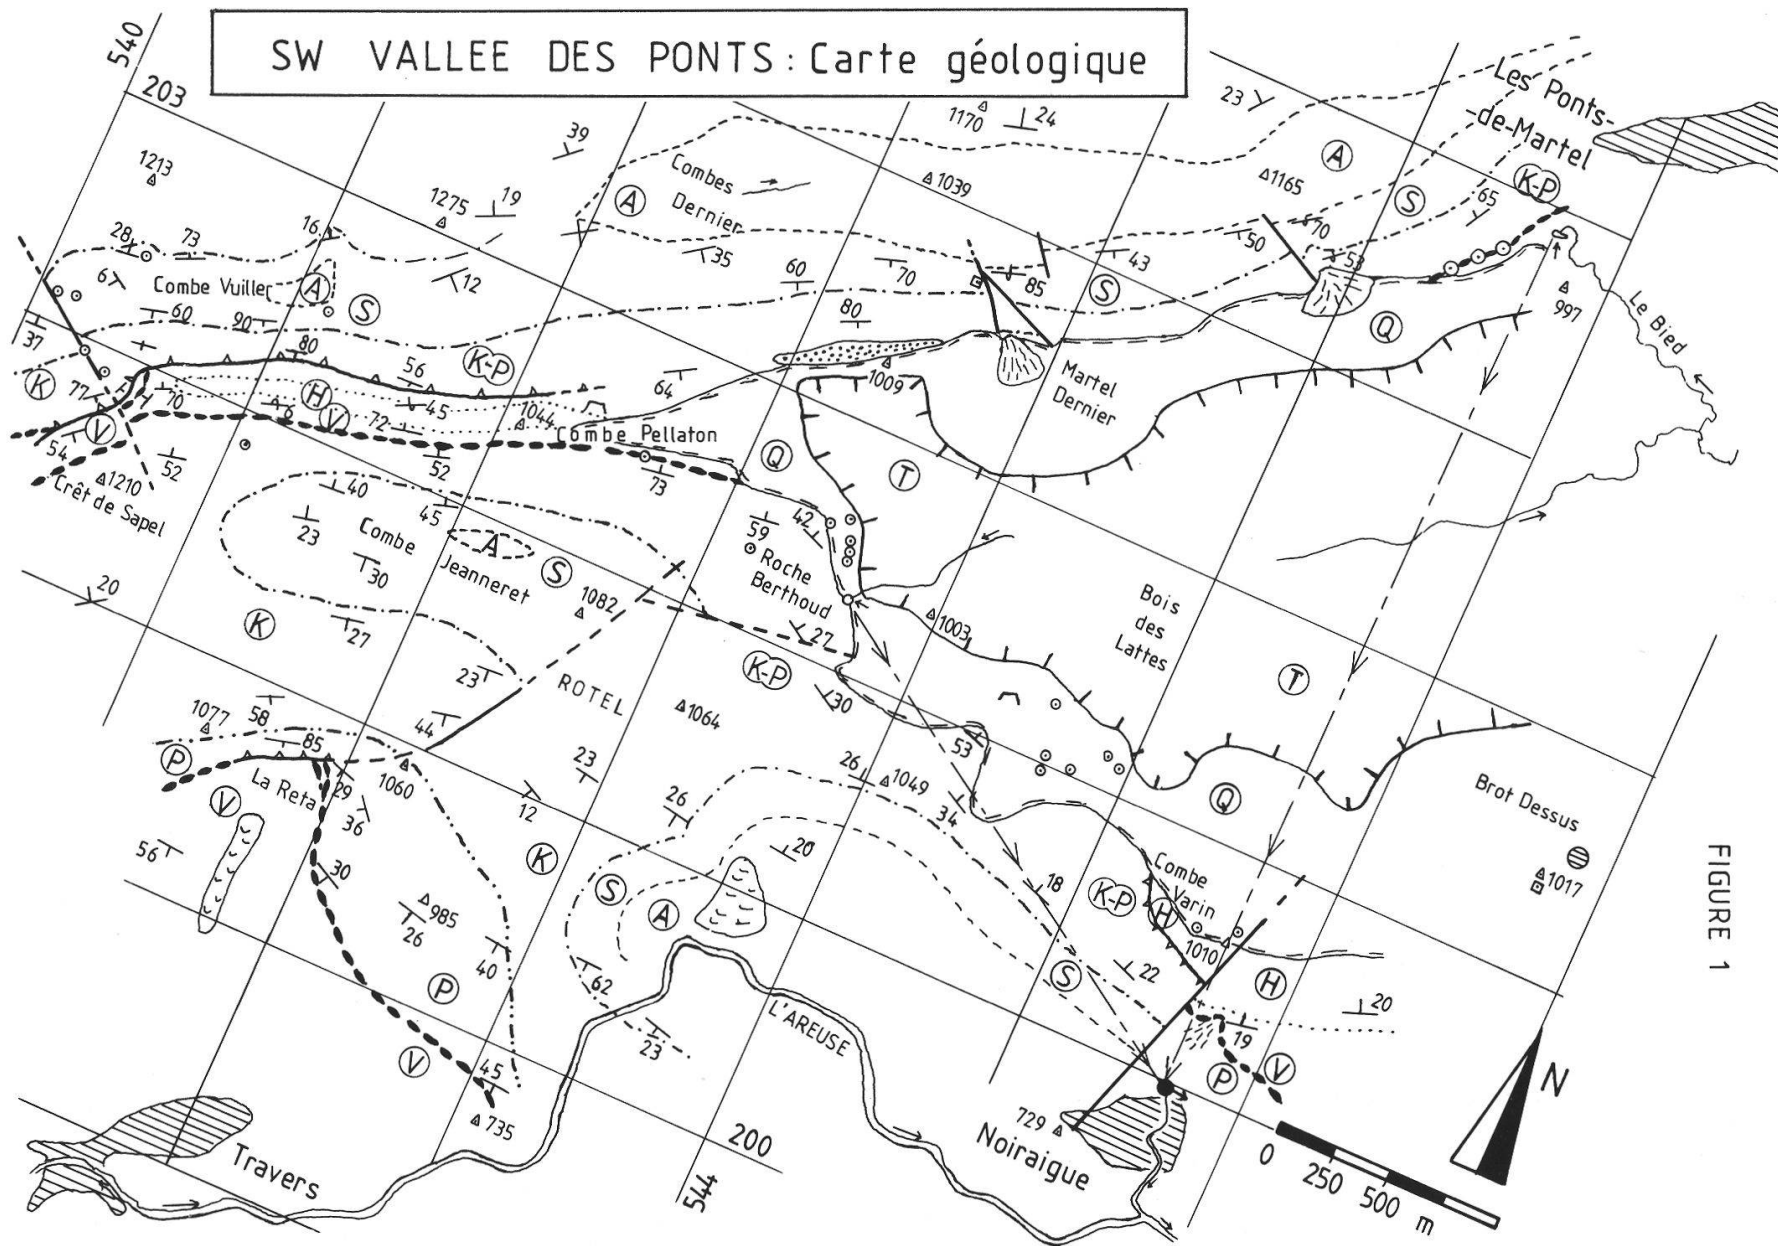 SW VALLEE DES PONTS : Carte géologique
540
203
Les Ponts-
-de-Martel
23
39
1170
24
A
1213
Combes
Dernier
1039
1165
K-P
S
65
1275
19
A
16
28
73
35
50
70
43
53
6
Combe Vuiller
A
S
12
60
70
85
S
Q
997
Le Bied
60
90
80
37
80
56
K-P
64
1009
Martel
Dernier
K
77
70
H
V
6
72
45
1044
Combe Pellaton
V
54
52
52
73
Q
T
1210
Crêt de Sapel
40
23
Combe
Jeanneret
45
A
30
S
59
42
Roche
Berthoud
1082
20
K
27
27
1003
Bois
des
Lattes
K-P
T
23
ROTEL
1064
30
58
1077
44
53
P
85
La Reta
29
1060
36
23
12
26
26
1049
34
Q
Brot Dessus
1017
V
56
30
K
20
S
A
18
Combe
Varin
K-P
H
1010
985
26
40
P
62
23
L'AREUSE
S
22
H
20
19
P
V
V
45
735
729
Noiraigue
Travers
200
544
N
0 250 500 m
FIGURE 1